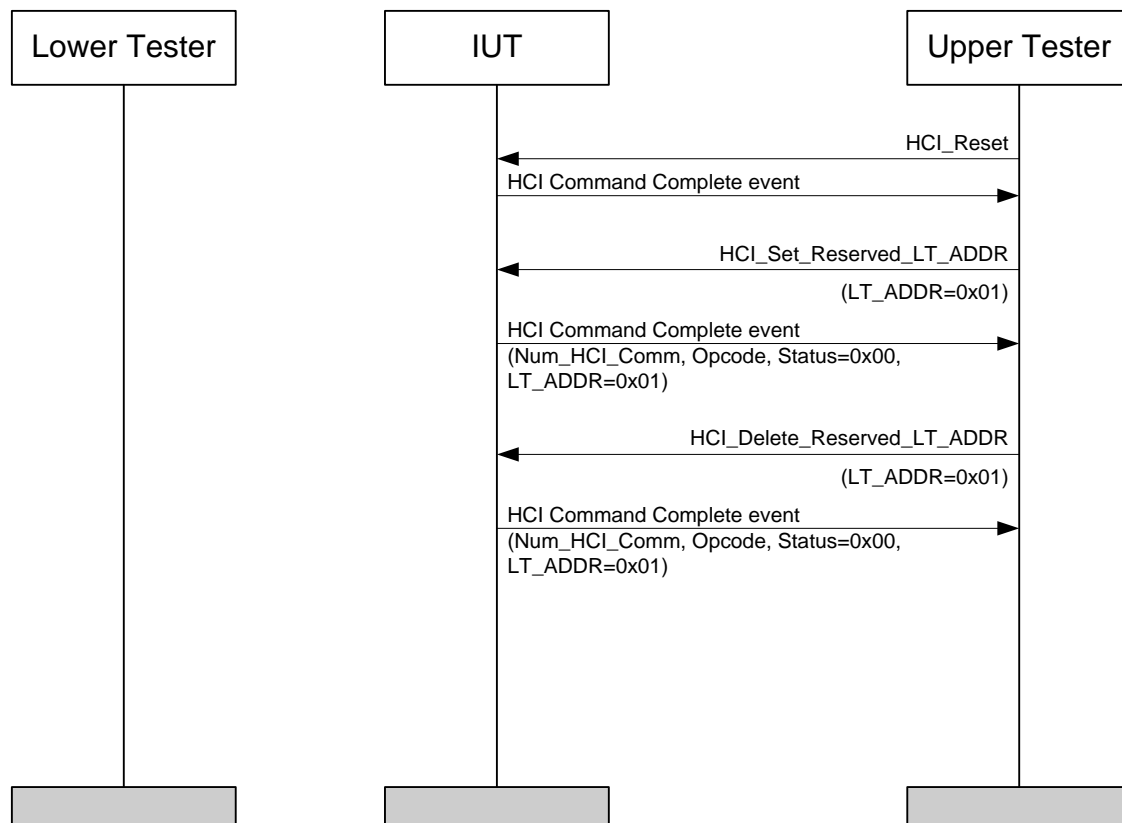 Lower Tester
IUT
Upper Tester
HCI_Reset
HCI Command Complete event
HCI_Set_Reserved_LT_ADDR
(LT_ADDR=0x01)
HCI Command Complete event
(Num_HCI_Comm, Opcode, Status=0x00,
LT_ADDR=0x01)
HCI_Delete_Reserved_LT_ADDR
(LT_ADDR=0x01)
HCI Command Complete event
(Num_HCI_Comm, Opcode, Status=0x00,
LT_ADDR=0x01)